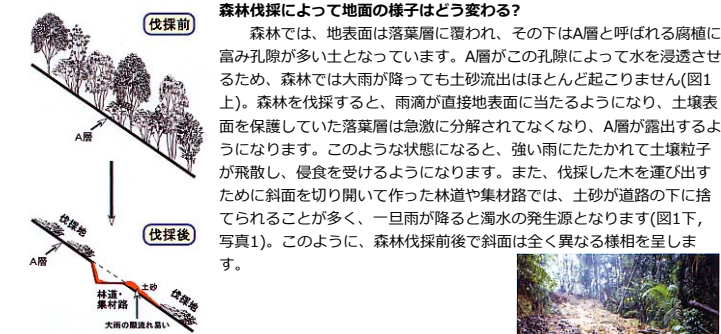 森林伐採によって地面の様子はどう変わる?
森林では、地表面は落葉層に覆われ、その下はA層と呼ばれる腐植に
富み孔隙が多い土となっています。A層がこの孔隙によって水を浸透させ
るため、森林では大雨が降っても土砂流出はほとんど起こりません(図1
上)。森林を伐採すると、雨滴が直接地表面に当たるようになり、土壌表
面を保護していた落葉層は急激に分解されてなくなり、A層が露出するよ
うになります。このような状態になると、強い雨にたたかれて土壌粒子
が飛散し、侵食を受けるようになります。また、伐採した木を運び出す
ために斜面を切り開いて作った林道や集材路では、土砂が道路の下に捨
てられることが多く、一旦雨が降ると濁水の発生源となります(図1下,
写真1)。このように、森林伐採前後で斜面は全く異なる様相を呈しま
す。
伐採前
A層
伐採後
伐採地
A層
土砂
林道・
集材路
伐採地
大雨の際流れ易い